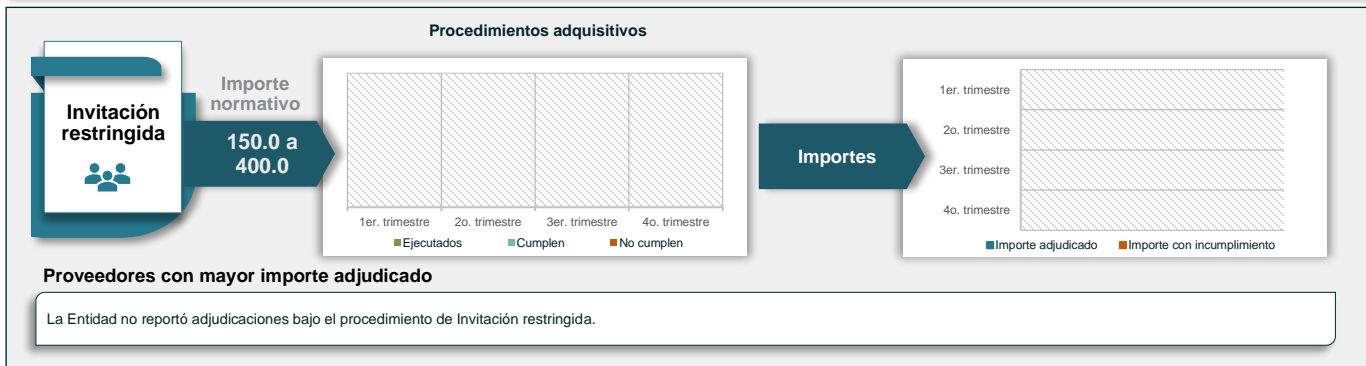 Procedimientos adquisitivos
Invitación
restringida
Importe
normativo
150.0 a
400.0
1er. trimestre 2o. trimestre 3er. trimestre 4o. trimestre
Ejecutados Cumplen No cumplen
Importes
1er. trimestre
2o. trimestre
3er. trimestre
4o. trimestre
Importe adjudicado Importe con incumplimiento
Proveedores con mayor importe adjudicado
La Entidad no reportó adjudicaciones bajo el procedimiento de Invitación restringida.